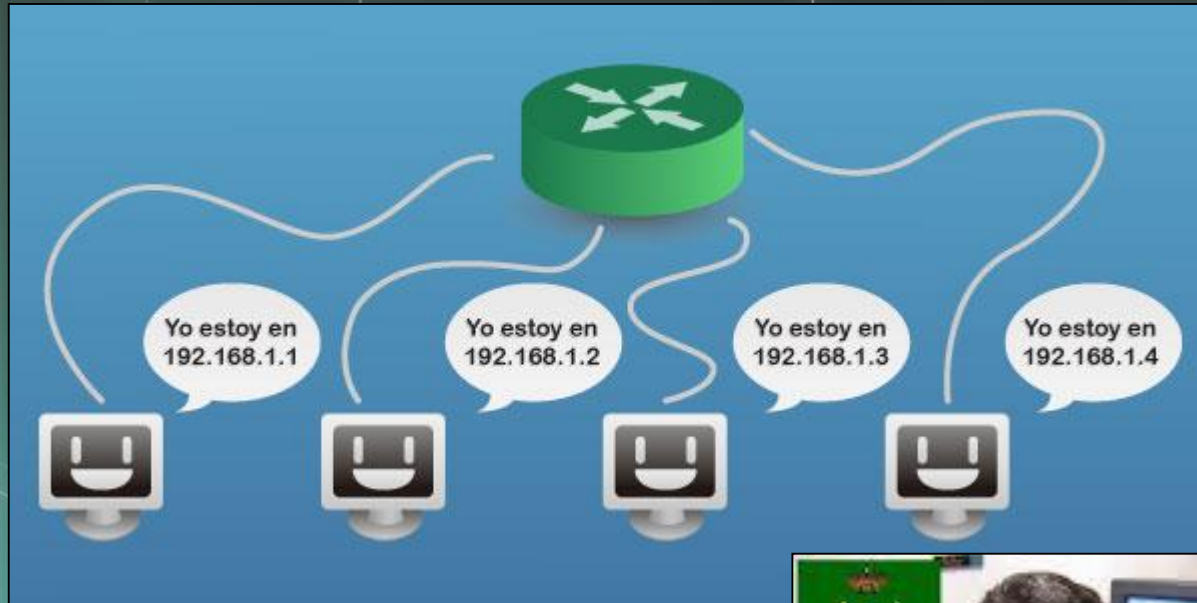 Yo estoy en
192.168.1.1
Yo estoy en
192.168.1.2
Yo estoy en
192.168.1.3
Yo estoy en
192.168.1.4